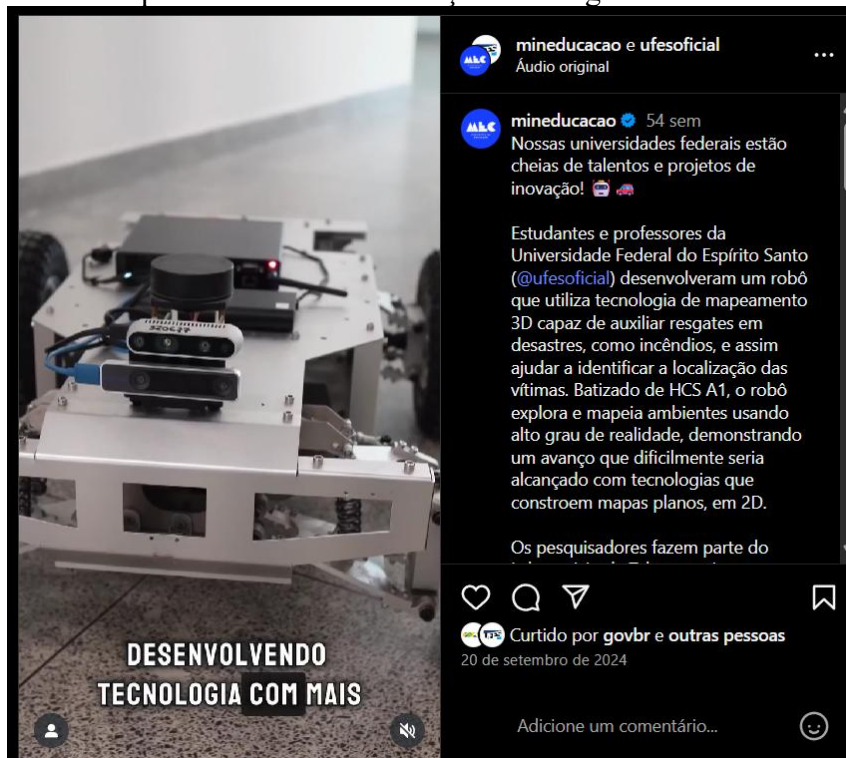 mineducacao e ufesoficial
Áudio original
mineducacao 54 sem
Nossas universidades federais estão
cheias de talentos e projetos de
inovação! 🤖 🚗
Estudantes e professores da
Universidade Federal do Espírito Santo
(@ufesoficial) desenvolveram um robô
que utiliza tecnologia de mapeamento
3D capaz de auxiliar resgates em
desastres, como incêndios, e assim
ajudar a identificar a localização das
vítimas. Batizado de HCS A1, o robô
explora e mapeia ambientes usando
alto grau de realidade, demonstrando
um avanço que dificilmente seria
alcançado com tecnologias que
constroem mapas planos, em 2D.
Os pesquisadores fazem parte do
Curtido por govbr e outras pessoas
20 de setembro de 2024
Adicione um comentário...
DESENVOLVENDO
TECNOLOGIA COM MAIS